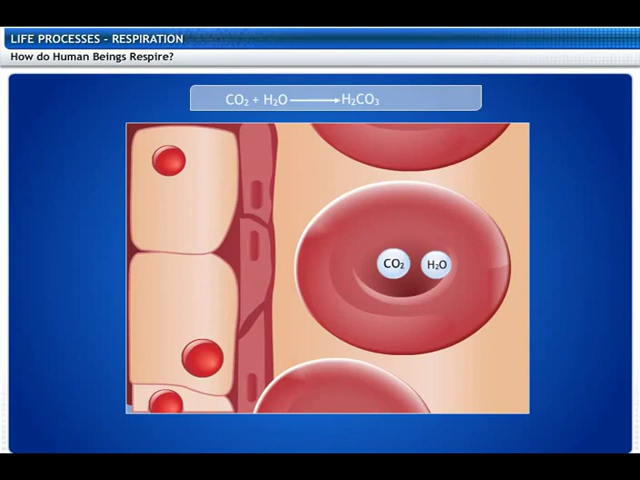 LIFE PROCESSES - RESPIRATION
How do Human Beings Respire?
CO₂ + H₂O ⟶ H₂CO₃
CO₂ H₂O